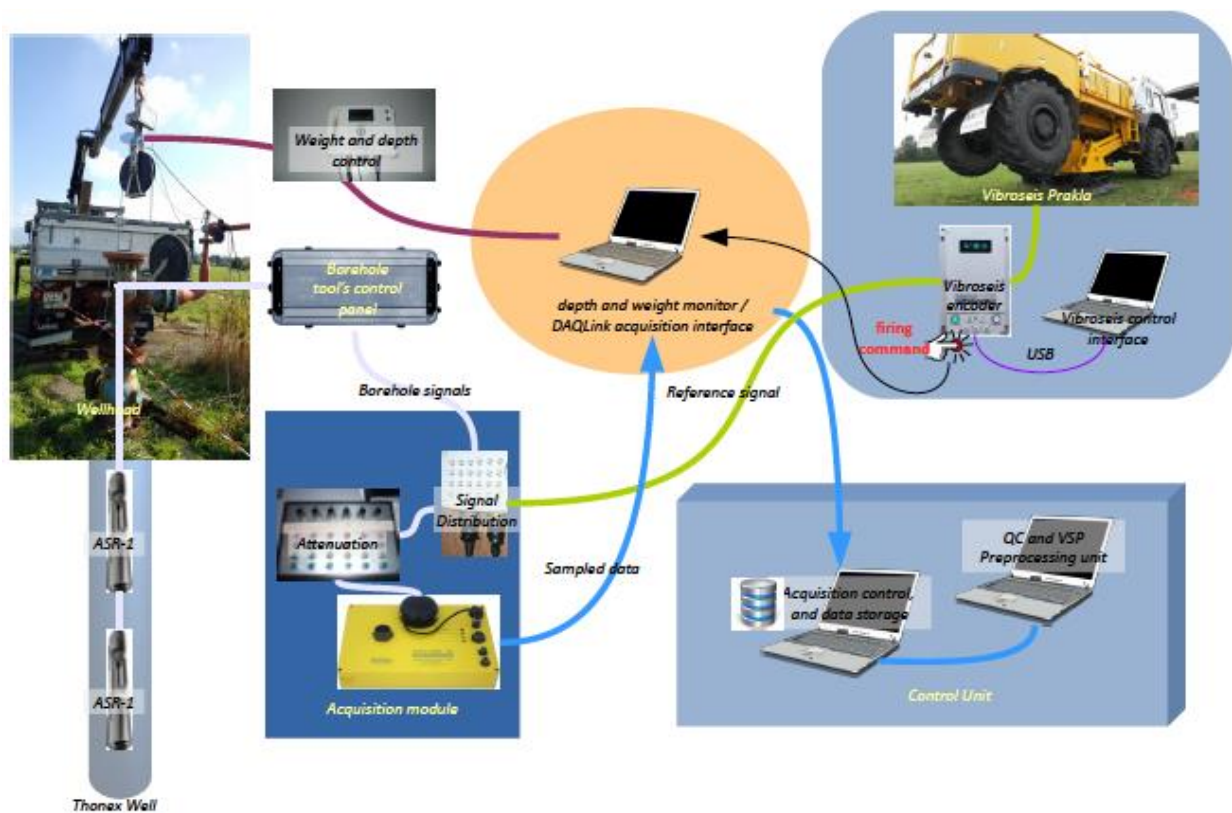 Weight and depth
control
Vibroseis Prakla
Borehole
tool's control
panel
Vibroseis
encoder
Vibroseis control
interface
depth and weight monitor /
DAQLink acquisition interface
firing
command
USB
Wellhead
Borehole signals
Reference signal
Signal
Distribution
Attenuation
ASR-1
Sampled data
QC and VSP
Preprocessing unit
Acquisition control,
and data storage
ASR-1
Acquisition module
Control Unit
Thonex Well